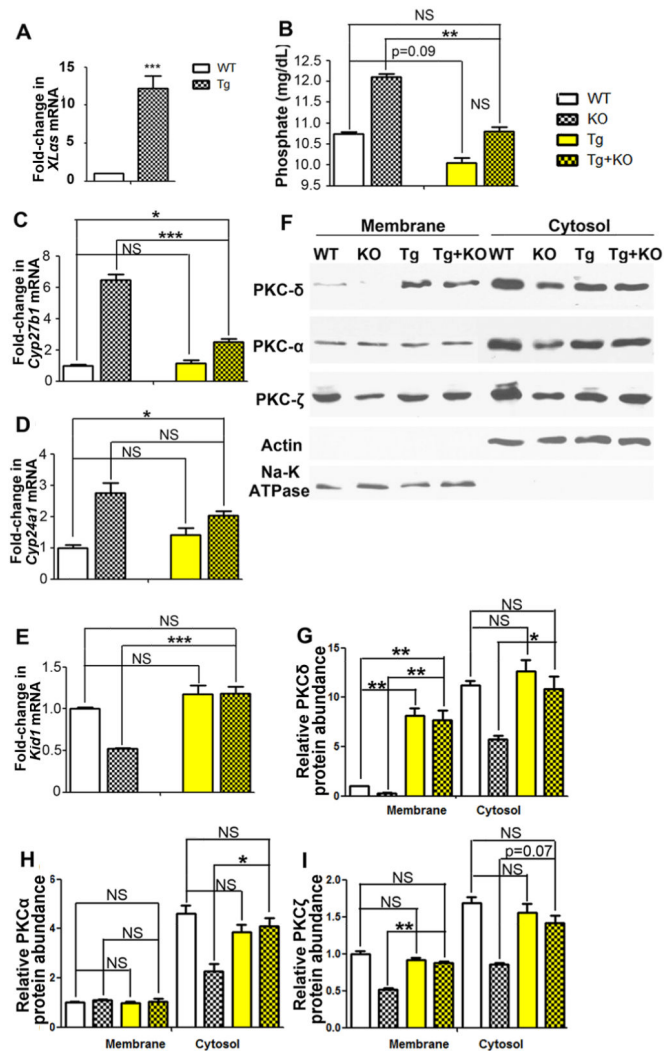 A
Fold-change in
XLαs mRNA
15
10
5
0
***
WT
Tg
B
Phosphate (mg/dL)
12.5
12.0
11.5
11.0
10.5
10.0
9.5
NS
**
p=0.09
NS
WT
KO
Tg
Tg+KO
C
Fold-change in
Cyp27b1 mRNA
8
6
4
2
0
*
***
NS
D
Fold-change in
Cyp24a1 mRNA
6
4
2
0
*
NS
NS
E
Fold-change in
Kid1 mRNA
1.5
1.0
0.5
0
NS
***
NS
F
Membrane Cytosol
WT KO Tg Tg+KO WT KO Tg Tg+KO
PKC-δ
PKC-α
PKC-ζ
Actin
Na-K
ATPase
G
Relative PKCδ
protein abundance
15
10
5
0
**
**
**
NS
NS
*
Membrane Cytosol
H
Relative PKCα
protein abundance
6
4
2
0
NS
NS
NS
NS
*
NS
Membrane Cytosol
I
Relative PKCζ
protein abundance
2.0
1.5
1.0
0.5
0
NS
NS
**
NS
p=0.07
NS
Membrane Cytosol